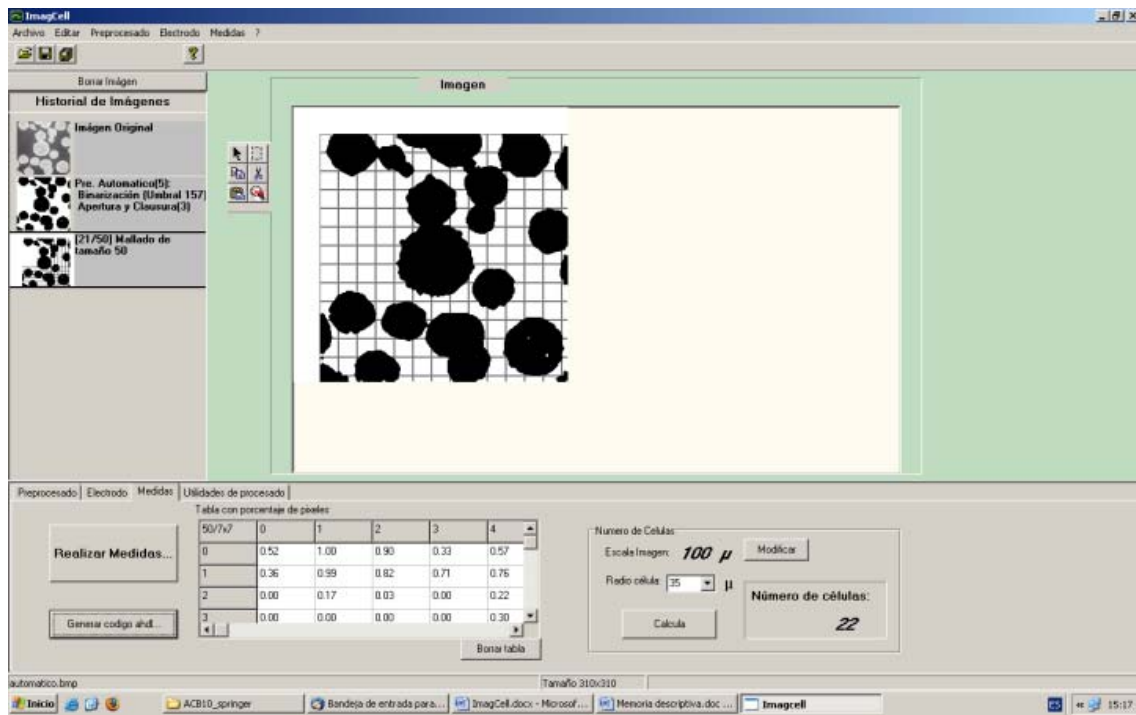 ImagCell
Archivo Editar Preprocesado Electrodo Medidas ?
Borrar Imágen
Historial de Imágenes
Imágen Original
Pre. Automatico(5):
Binarización (Umbral 157)
Apertura y Clausura(3)
[21/50] Mallado de
tamaño 50
Imagen
Preprocesado Electrodo Medidas Utilidades de procesado
Tabla con porcentaje de pixeles:
50/7x7 0 1 2 3 4
0 0.52 1.00 0.90 0.33 0.57
1 0.36 0.99 0.82 0.71 0.76
2 0.00 0.17 0.03 0.00 0.22
3 0.00 0.00 0.00 0.00 0.30
Realizar Medidas...
Generar codigo ahdl...
Borrar tabla
Numero de Celulas
Escala Imagen: 100 μ Modificar
Radio célula: 35 μ
Calcula
Número de células:
22
automatico.bmp Tamaño 310x310
Inicio ACB10_springer Bandeja de entrada para... ImagCell.docx - Microsof... Memoria descriptiva.doc ... Imagcell ES « 15:17